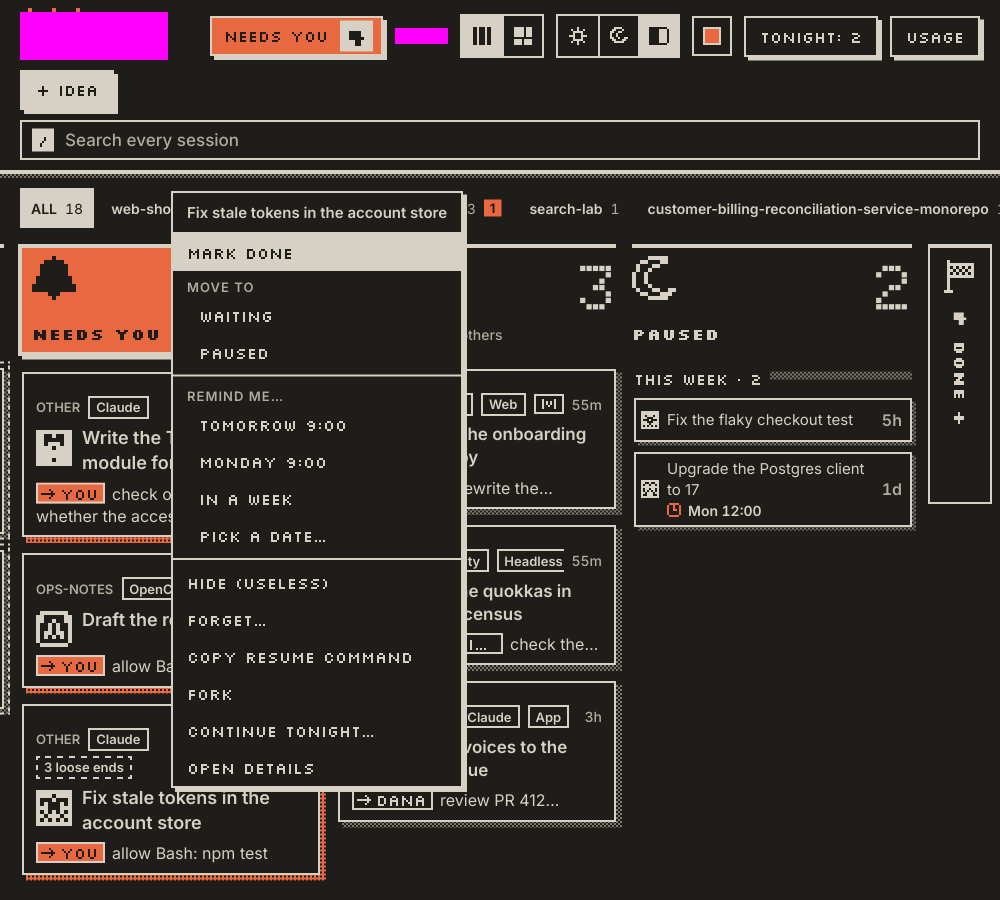 NEEDS YOU
TONIGHT: 2
USAGE
+ IDEA
/ Search every session
ALL 18
web-sho
3 1
search-lab 1
customer-billing-reconciliation-service-monorepo
Fix stale tokens in the account store
MARK DONE
MOVE TO
WAITING
PAUSED
REMIND ME…
TOMORROW 9:00
MONDAY 9:00
IN A WEEK
PICK A DATE…
HIDE (USELESS)
FORGET…
COPY RESUME COMMAND
FORK
CONTINUE TONIGHT…
OPEN DETAILS
NEEDS YOU
OTHER Claude
Write the
module for
→ YOU check
whether the acces
OPS-NOTES OpenC
Draft the re
→ YOU allow Ba
OTHER Claude
3 loose ends
Fix stale tokens in the
account store
→ YOU allow Bash: npm test
3
thers
Web 55m
he onboarding
y
ewrite the…
ty Headless 55m
e quokkas in
census
I… check the…
Claude App 3h
voices to the
ue
→ DANA review PR 412…
2
PAUSED
THIS WEEK · 2
Fix the flaky checkout test 5h
Upgrade the Postgres client
to 17 1d
Mon 12:00
4 DONE +